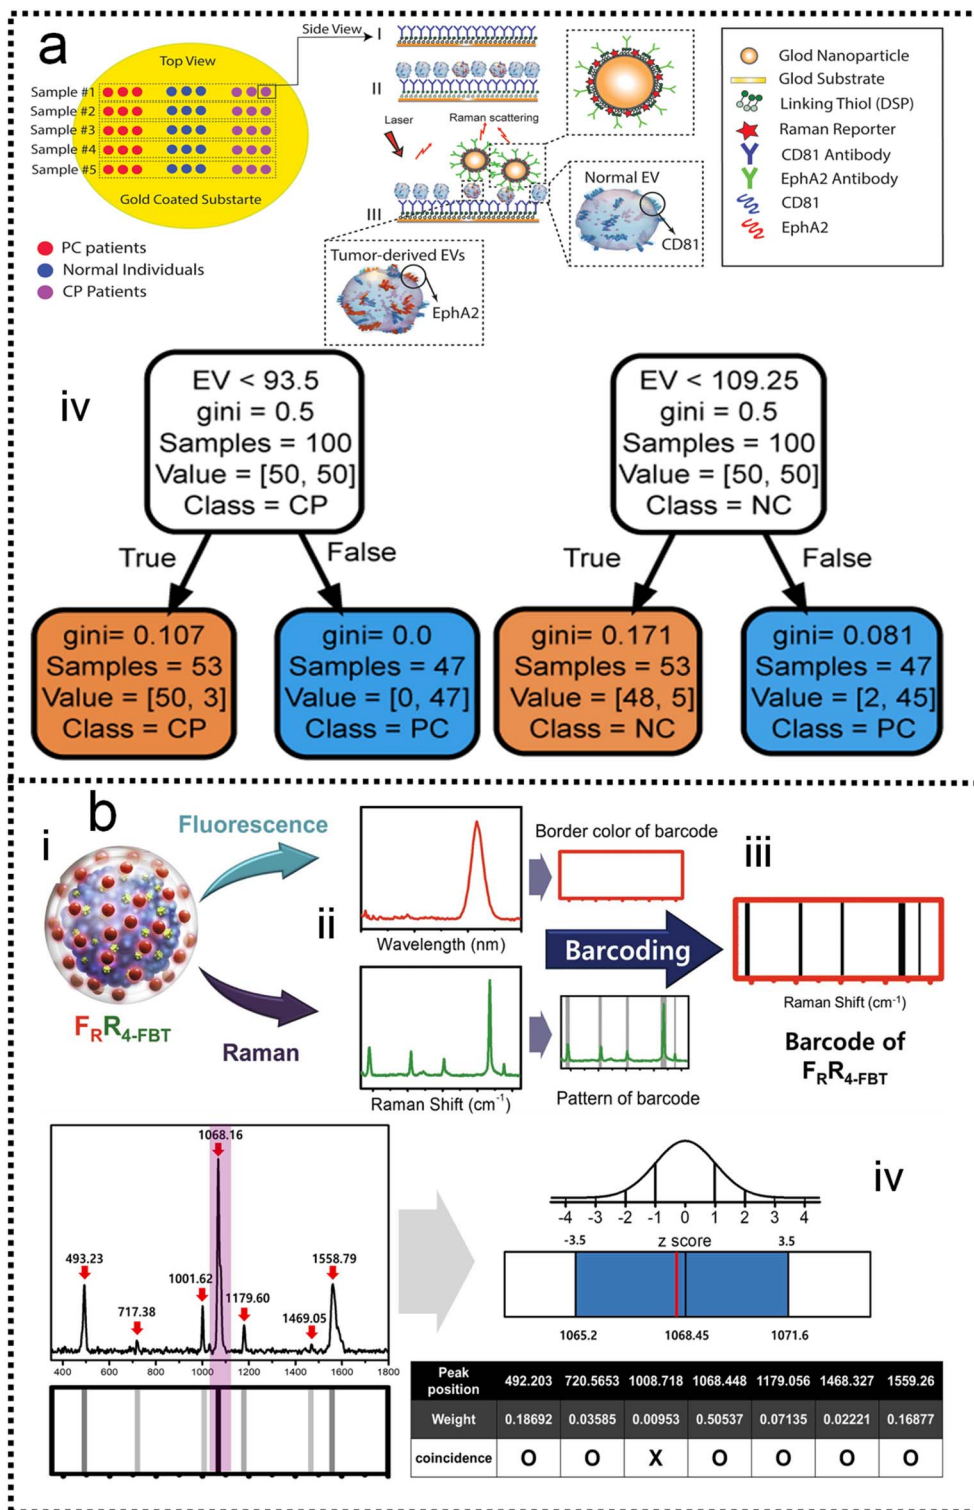 a
Top View
Sample #1
Sample #2
Sample #3
Sample #4
Sample #5
Gold Coated Substarte
PC patients
Normal Individuals
CP Patients
Side View
I
II
Laser
Raman scattering
III
Normal EV
CD81
Tumor-derived EVs
EphA2
Glod Nanoparticle
Glod Substrate
Linking Thiol (DSP)
Raman Reporter
CD81 Antibody
EphA2 Antibody
CD81
EphA2
iv
EV < 93.5
gini = 0.5
Samples = 100
Value = [50, 50]
Class = CP
True
False
gini= 0.107
Samples = 53
Value = [50, 3]
Class = CP
gini= 0.0
Samples = 47
Value = [0, 47]
Class = PC
EV < 109.25
gini = 0.5
Samples = 100
Value = [50, 50]
Class = NC
True
False
gini= 0.171
Samples = 53
Value = [48, 5]
Class = NC
gini= 0.081
Samples = 47
Value = [2, 45]
Class = PC
b
i
FRR4-FBT
Fluorescence
Raman
ii
Wavelength (nm)
Raman Shift (cm-1)
Border color of barcode
Barcoding
Pattern of barcode
iii
Raman Shift (cm-1)
Barcode of
FRR4-FBT
1068.16
493.23
717.38
1001.62
1179.60
1469.05
1558.79
400 600 800 1000 1200 1400 1600 1800
iv
-4 -3 -2 -1 0 1 2 3 4
-3.5 z score 3.5
1065.2 1068.45 1071.6
Peak position 492.203 720.5653 1008.718 1068.448 1179.056 1468.327 1559.26
Weight 0.18692 0.03585 0.00953 0.50537 0.07135 0.02221 0.16877
coincidence O O X O O O O